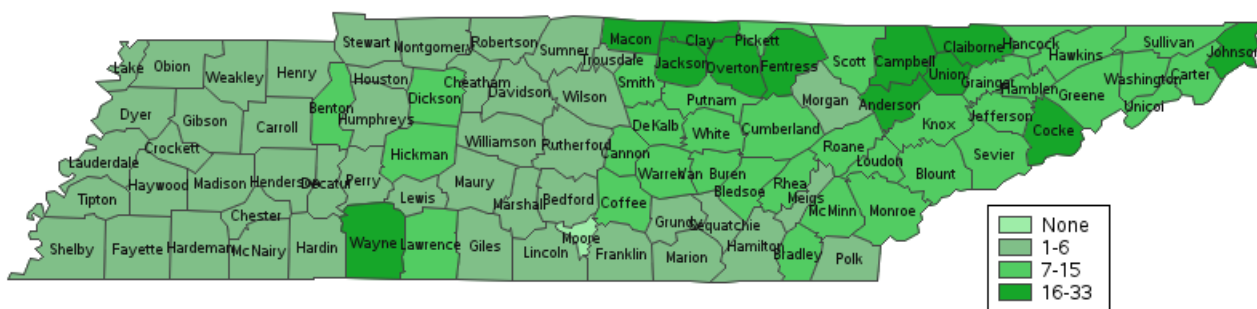 Lake
Obion
Weakley
Henry
Stewart
Montgomery
Robertson
Sumner
Macon
Clay
Pickett
Trousdale
Jackson
Overton
Fentress
Scott
Campbell
Claiborne
Hancock
Hawkins
Sullivan
Johnson
Union
Grainger
Hamblen
Greene
Washington
Carter
Unicol
Houston
Cheatham
Benton
Dickson
Davidson
Wilson
Smith
Putnam
Morgan
Anderson
Dyer
Gibson
Carroll
Humphreys
DeKalb
White
Cumberland
Knox
Jefferson
Cocke
Crockett
Williamson
Rutherford
Cannon
Roane
Loudon
Sevier
Lauderdale
Hickman
Warren
Van Buren
Bledsoe
Rhea
Meigs
Blount
Tipton
Haywood
Madison
Henderson
Decatur
Perry
Lewis
Maury
Marshall
Bedford
Coffee
McMinn
Monroe
Chester
Grundy
Sequatchie
Shelby
Fayette
Hardeman
McNairy
Hardin
Wayne
Lawrence
Giles
Lincoln
Moore
Franklin
Marion
Hamilton
Bradley
Polk
None
1-6
7-15
16-33